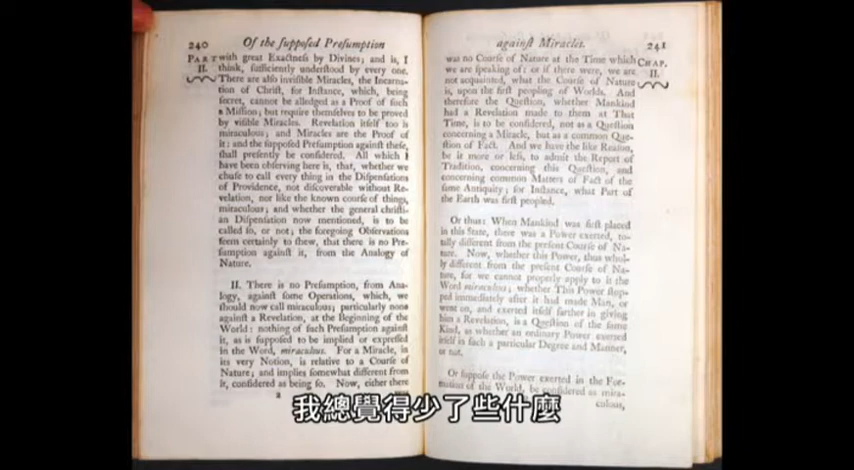 240 Of the ſuppoſed Preſumption
PART
II.
with great Exactneſs by Divines; and is, I
think, ſufficiently underſtood by every one.
There are alſo inviſible Miracles, the Incarna-
tion of Chriſt, for Inſtance, which, being
ſecret, cannot be alledged as a Proof of ſuch
a Miſſion; but require themſelves to be proved
by viſible Miracles. Revelation itſelf too is
miraculous; and Miracles are the Proof of
it: and the ſuppoſed Preſumption againſt theſe,
ſhall preſently be conſidered. All which I
have been obſerving here is, that, whether we
chuſe to call every thing in the Diſpenſations
of Providence, not diſcoverable without Re-
velation, nor like the known courſe of things,
miraculous; and whether the general chriſti-
an Diſpenſation now mentioned, is to be
called ſo, or not; the foregoing Obſervations
ſeem certainly to ſhew, that there is no Pre-
ſumption againſt it, from the Analogy of
Nature.
II. There is no Preſumption, from Ana-
logy, againſt ſome Operations, which, we
ſhould now call miraculous; particularly none
againſt a Revelation, at the Beginning of the
World: nothing of ſuch Preſumption againſt
it, as is ſuppoſed to be implied or expreſſed
in the Word, miraculous. For a Miracle, in
its very Notion, is relative to a Courſe of
Nature; and implies ſomewhat different from
it, conſidered as being ſo. Now, either there
againſt Miracles. 241
CHAP.
II.
was no Courſe of Nature at the Time which
we are ſpeaking of: or if there were, we are
not acquainted, what the Courſe of Nature
is, upon the firſt peopling of Worlds. And
therefore the Queſtion, whether Mankind
had a Revelation made to them at That
Time, is to be conſidered, not as a Queſtion
concerning a Miracle, but as a common Que-
ſtion of Fact. And we have the like Reaſon,
be it more or leſs, to admit the Report of
Tradition, concerning this Queſtion, and
concerning common Matters of Fact of the
ſame Antiquity; for Inſtance, what Part of
the Earth was firſt peopled.
Or thus: When Mankind was firſt placed
in this State, there was a Power exerted, to-
tally different from the preſent Courſe of Na-
ture. Now, whether this Power, thus whol-
ly different from the preſent Courſe of Na-
ture, for we cannot properly apply to it the
Word miraculous; whether This Power ſtop-
ped immediately after it had made Man, or
went on, and exerted itſelf farther in giving
him a Revelation, is a Queſtion of the ſame
Kind, as whether an ordinary Power exerted
itſelf in ſuch a particular Degree and Manner,
or not.
Or ſuppoſe the Power exerted in the For-
mation of the World, be conſidered as mira-
culous,
我總覺得少了些什麼